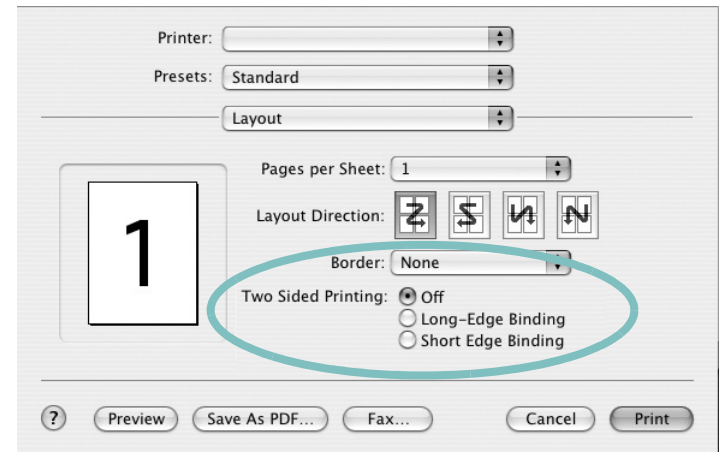 Printer:
Presets: Standard
Layout
Pages per Sheet: 1
Layout Direction:
1
Border: None
Two Sided Printing: Off
Long-Edge Binding
Short Edge Binding
? Preview Save As PDF... Fax... Cancel Print